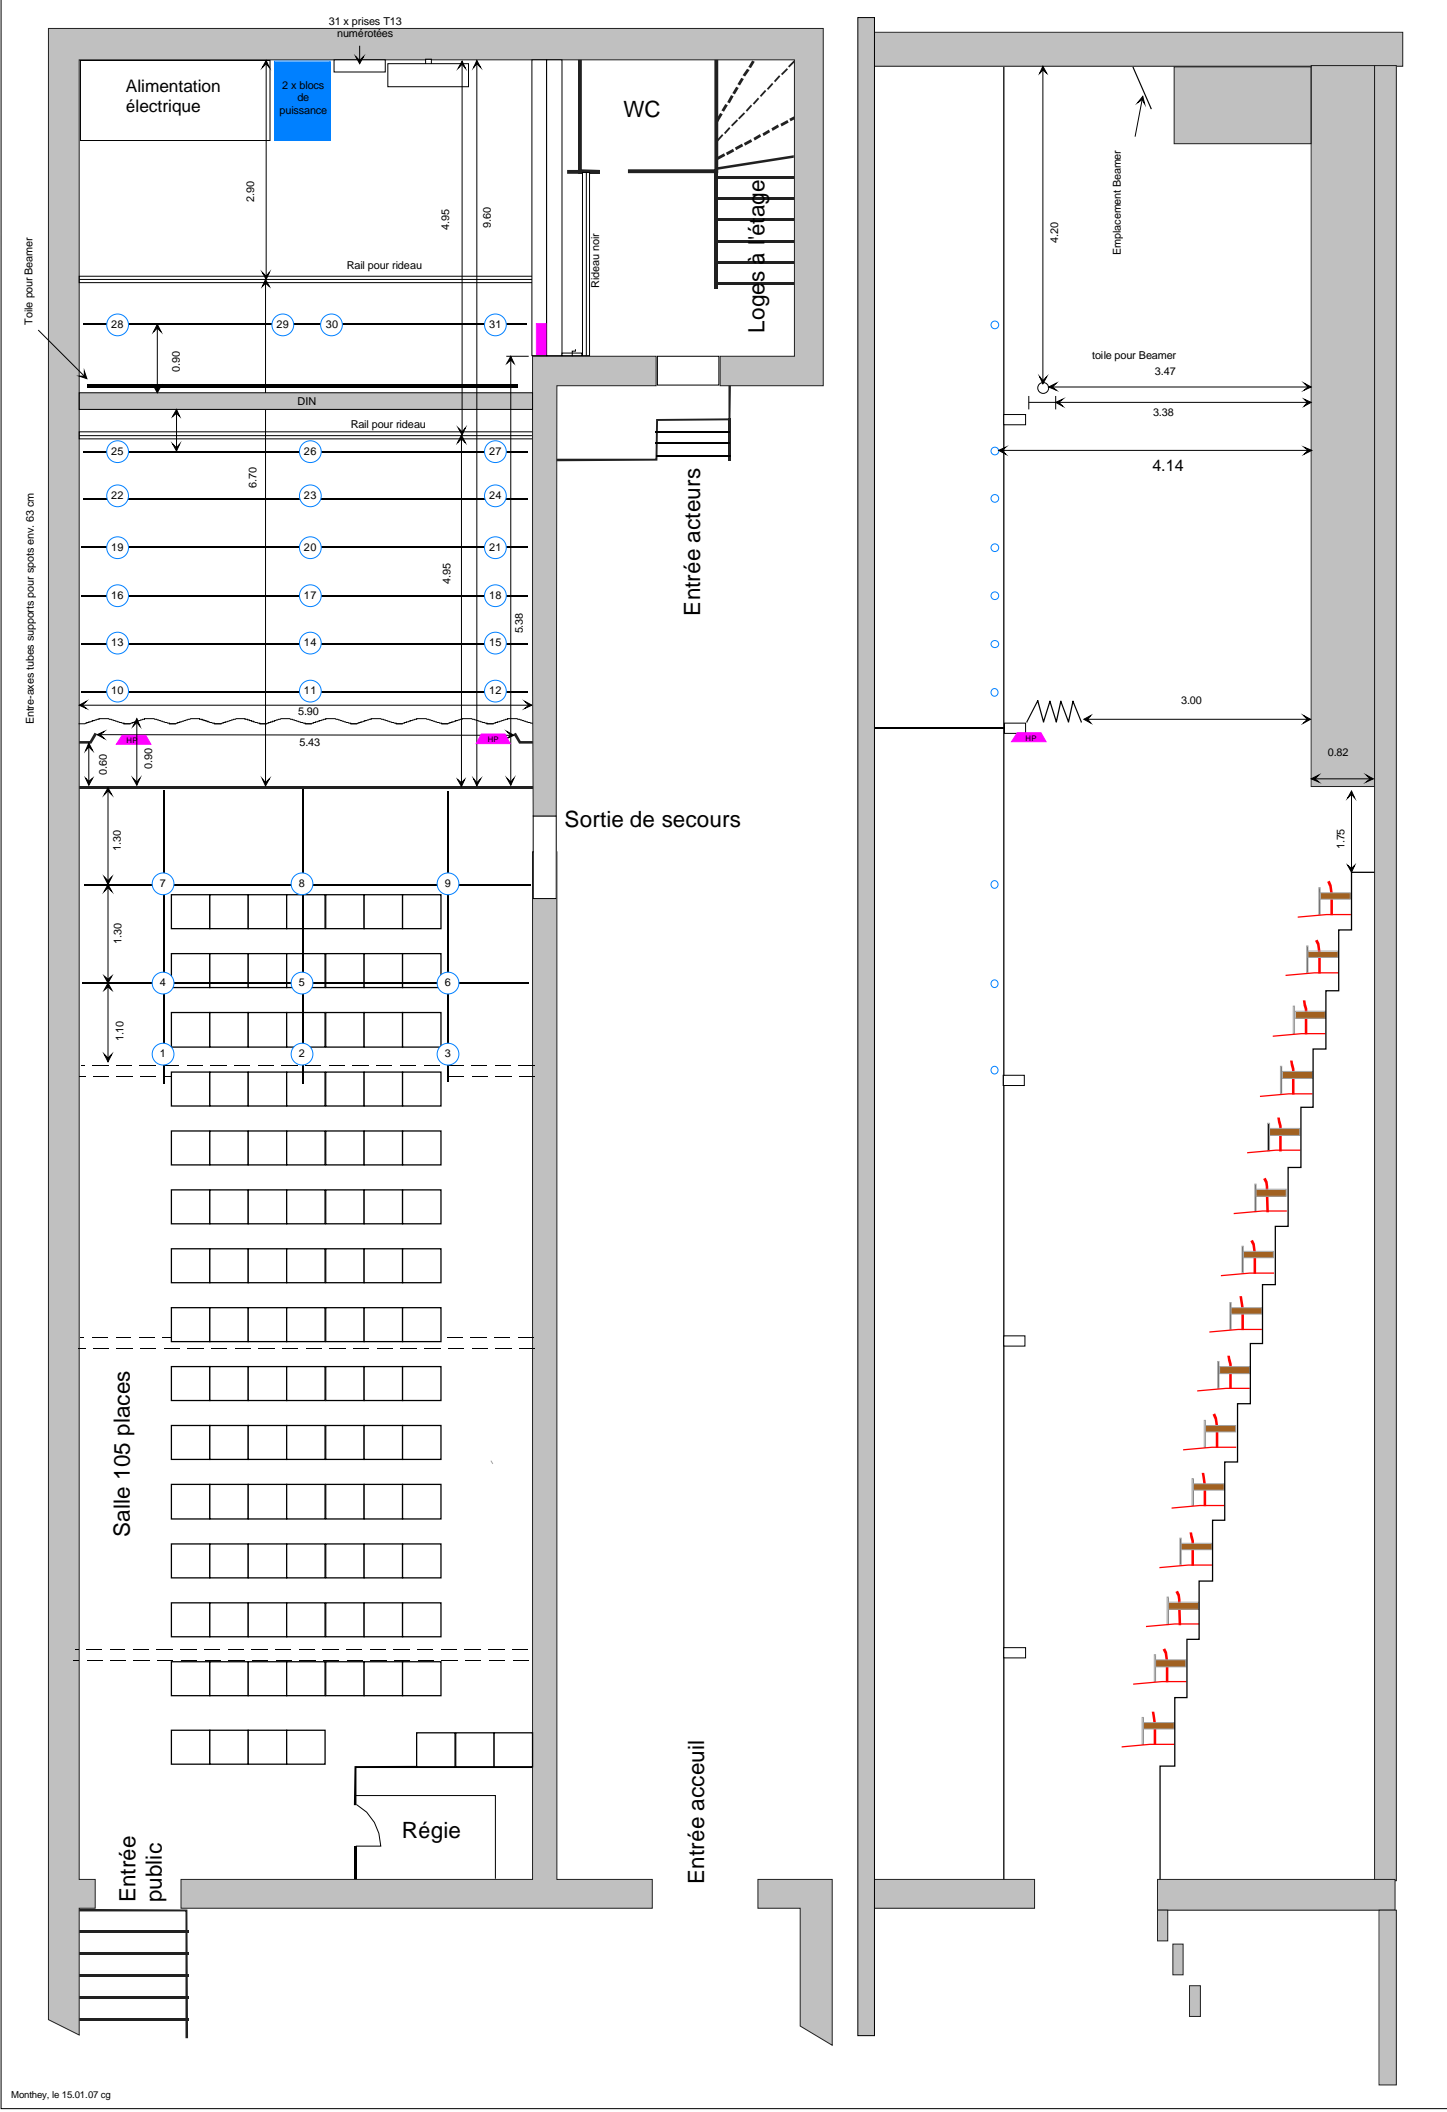 31 x prises T13
numérotées
Alimentation
électrique
2 x blocs
de
puissance
WC
2.90
4.95
9.60
Rideau noir
Loges à l'étage
Toile pour Beamer
Rail pour rideau
28
29
30
31
0.90
DIN
Rail pour rideau
25
26
27
6.70
22
23
24
Entre-axes tubes supports pour spots env. 63 cm
19
20
21
4.95
16
17
18
5.38
13
14
15
10
11
12
5.90
HP
HP
5.43
0.60
0.90
Entrée acteurs
Sortie de secours
1.30
7
8
9
1.30
4
5
6
1.10
1
2
3
Salle 105 places
Régie
Entrée
public
Entrée acceuil
Emplacement Beamer
4.20
toile pour Beamer
3.47
3.38
4.14
3.00
HP
0.82
1.75
Monthey, le 15.01.07 cg